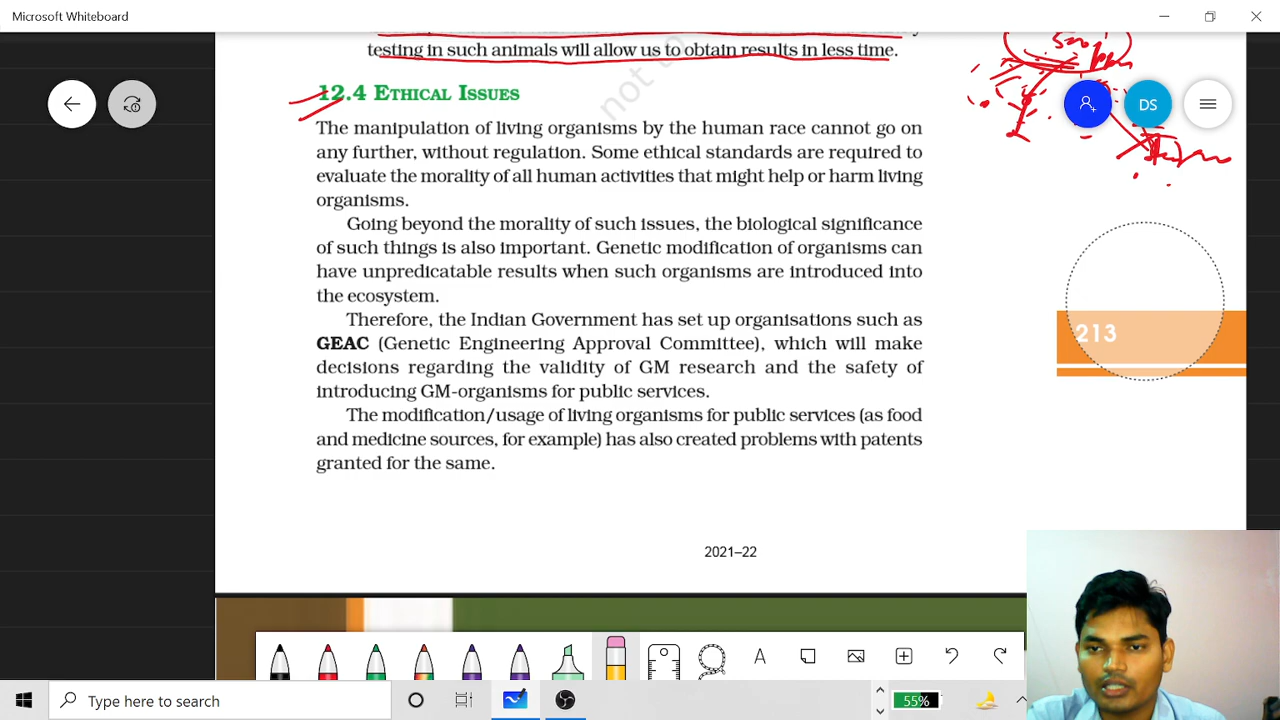 Microsoft Whiteboard
testing in such animals will allow us to obtain results in less time.
not
12.4 ETHICAL ISSUES
DS
The manipulation of living organisms by the human race cannot go on
any further, without regulation. Some ethical standards are required to
evaluate the morality of all human activities that might help or harm living
organisms.
Going beyond the morality of such issues, the biological significance
of such things is also important. Genetic modification of organisms can
have unpredicatable results when such organisms are introduced into
the ecosystem.
Therefore, the Indian Government has set up organisations such as
GEAC (Genetic Engineering Approval Committee), which will make
decisions regarding the validity of GM research and the safety of
introducing GM-organisms for public services.
213
The modification/usage of living organisms for public services (as food
and medicine sources, for example) has also created problems with patents
granted for the same.
2021–22
A
Type here to search
55%